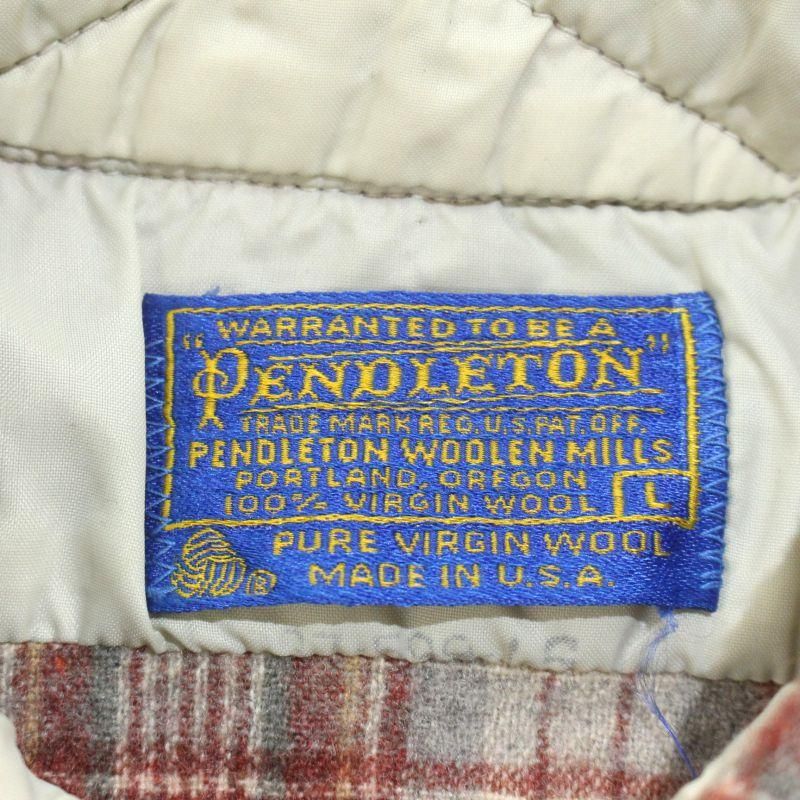 WARRANTED TO BE A
"PENDLETON"
TRADE MARK REG. U.S. PAT. OFF.
PENDLETON WOOLEN MILLS
PORTLAND, OREGON
100% VIRGIN WOOL L
PURE VIRGIN WOOL
®
MADE IN U.S.A.